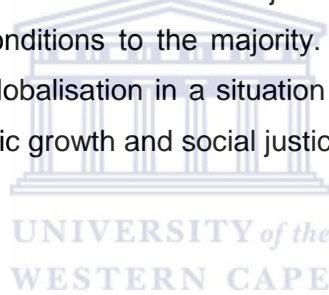 onditions to the majority.
lobalisation in a situation
ic growth and social justic
UNIVERSITY of the
WESTERN CAPE